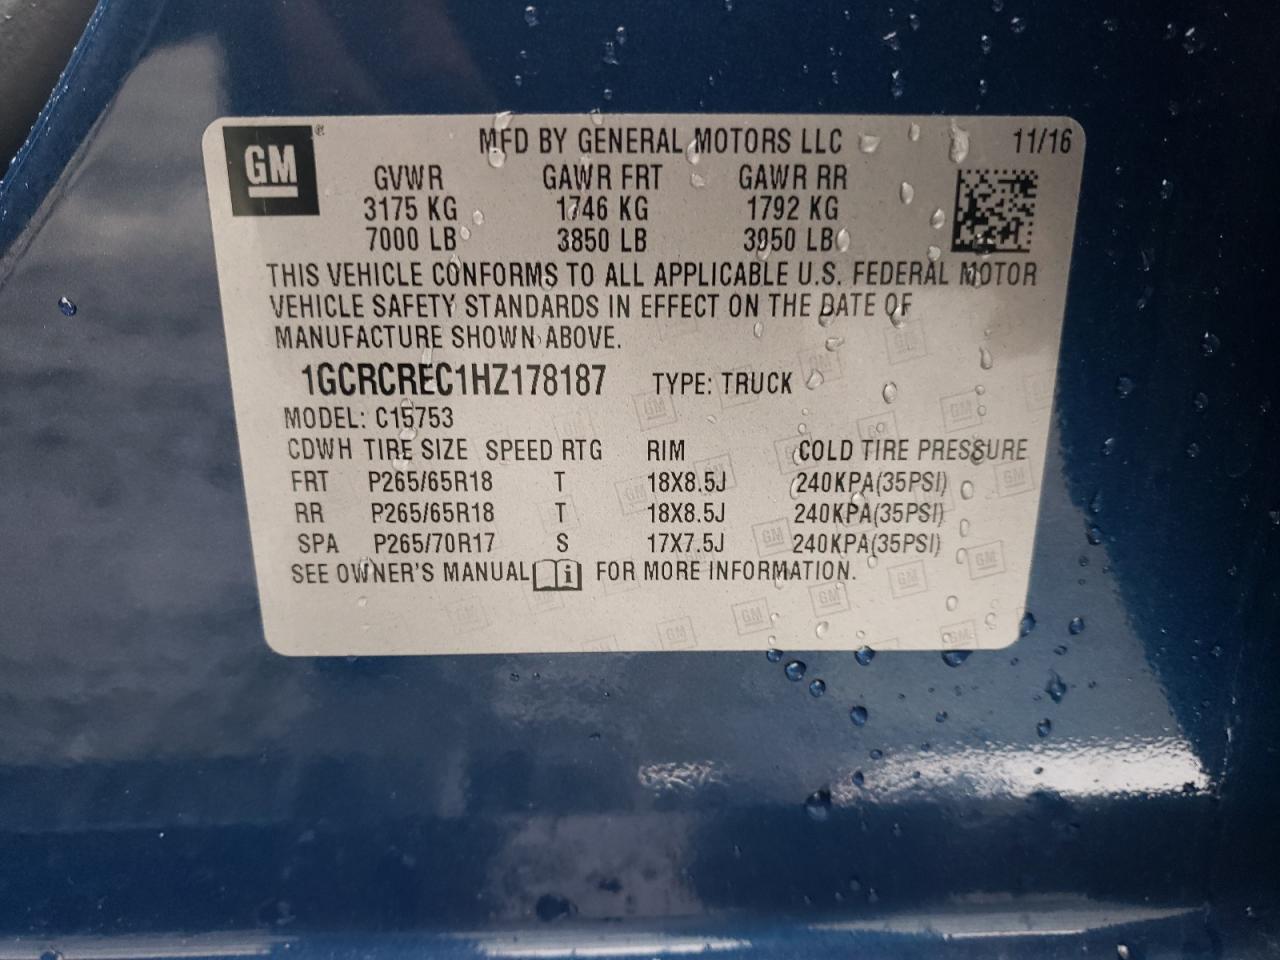 GM ® MFD BY GENERAL MOTORS LLC 11/16
GVWR GAWR FRT GAWR RR
3175 KG 1746 KG 1792 KG
7000 LB 3850 LB 3950 LB
THIS VEHICLE CONFORMS TO ALL APPLICABLE U.S. FEDERAL MOTOR
VEHICLE SAFETY STANDARDS IN EFFECT ON THE DATE OF
MANUFACTURE SHOWN ABOVE.
1GCRCREC1HZ178187 TYPE: TRUCK
MODEL: C15753
CDWH TIRE SIZE SPEED RTG RIM COLD TIRE PRESSURE
FRT P265/65R18 T 18X8.5J 240KPA(35PSI)
RR P265/65R18 T 18X8.5J 240KPA(35PSI)
SPA P265/70R17 S 17X7.5J 240KPA(35PSI)
SEE OWNER'S MANUAL i FOR MORE INFORMATION.